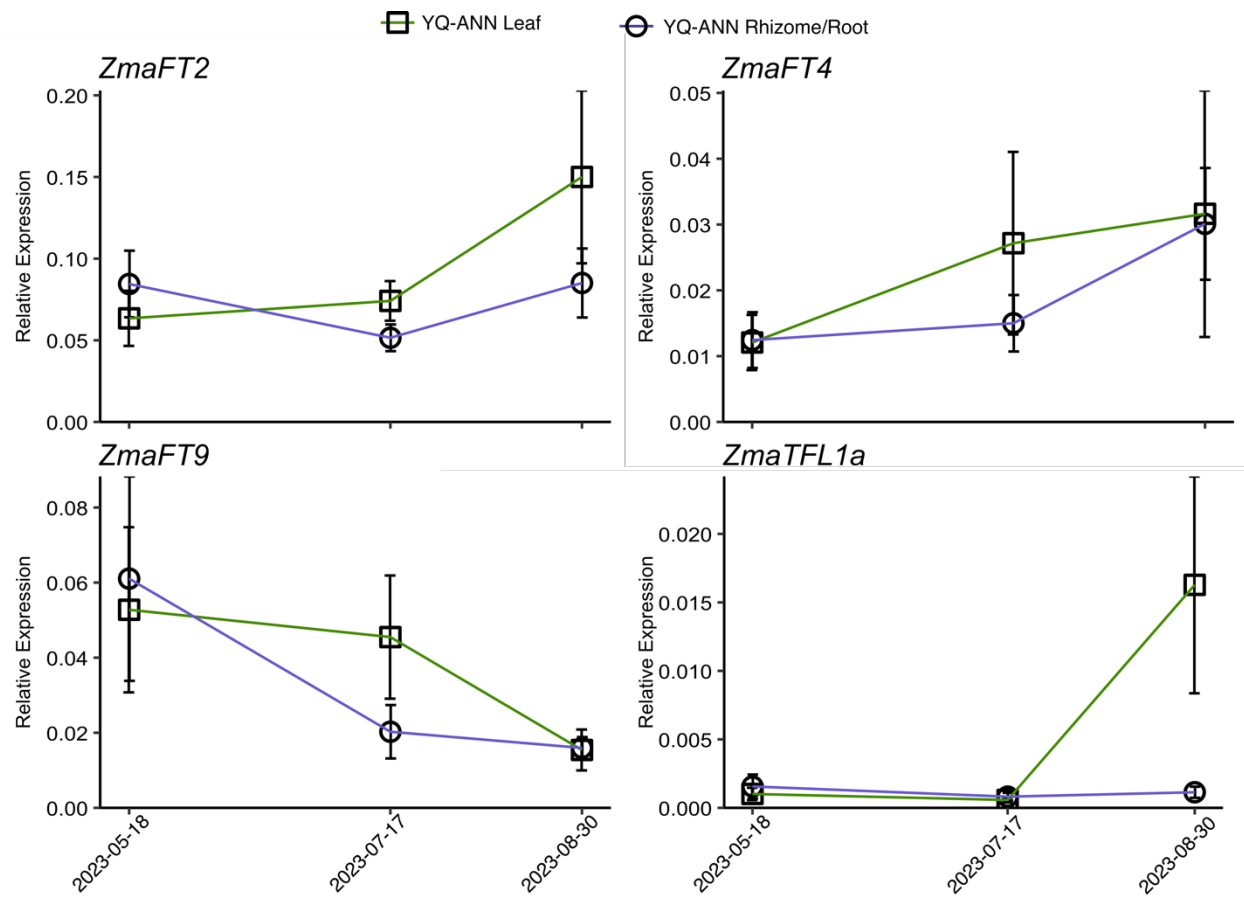 YQ-ANN Leaf
YQ-ANN Rhizome/Root
ZmaFT2
Relative Expression
0.20
0.15
0.10
0.05
0.00
ZmaFT4
Relative Expression
0.05
0.04
0.03
0.02
0.01
0.00
ZmaFT9
Relative Expression
0.08
0.06
0.04
0.02
0.00
2023-05-18
2023-07-17
2023-08-30
ZmaTFL1a
Relative Expression
0.020
0.015
0.010
0.005
0.000
2023-05-18
2023-07-17
2023-08-30